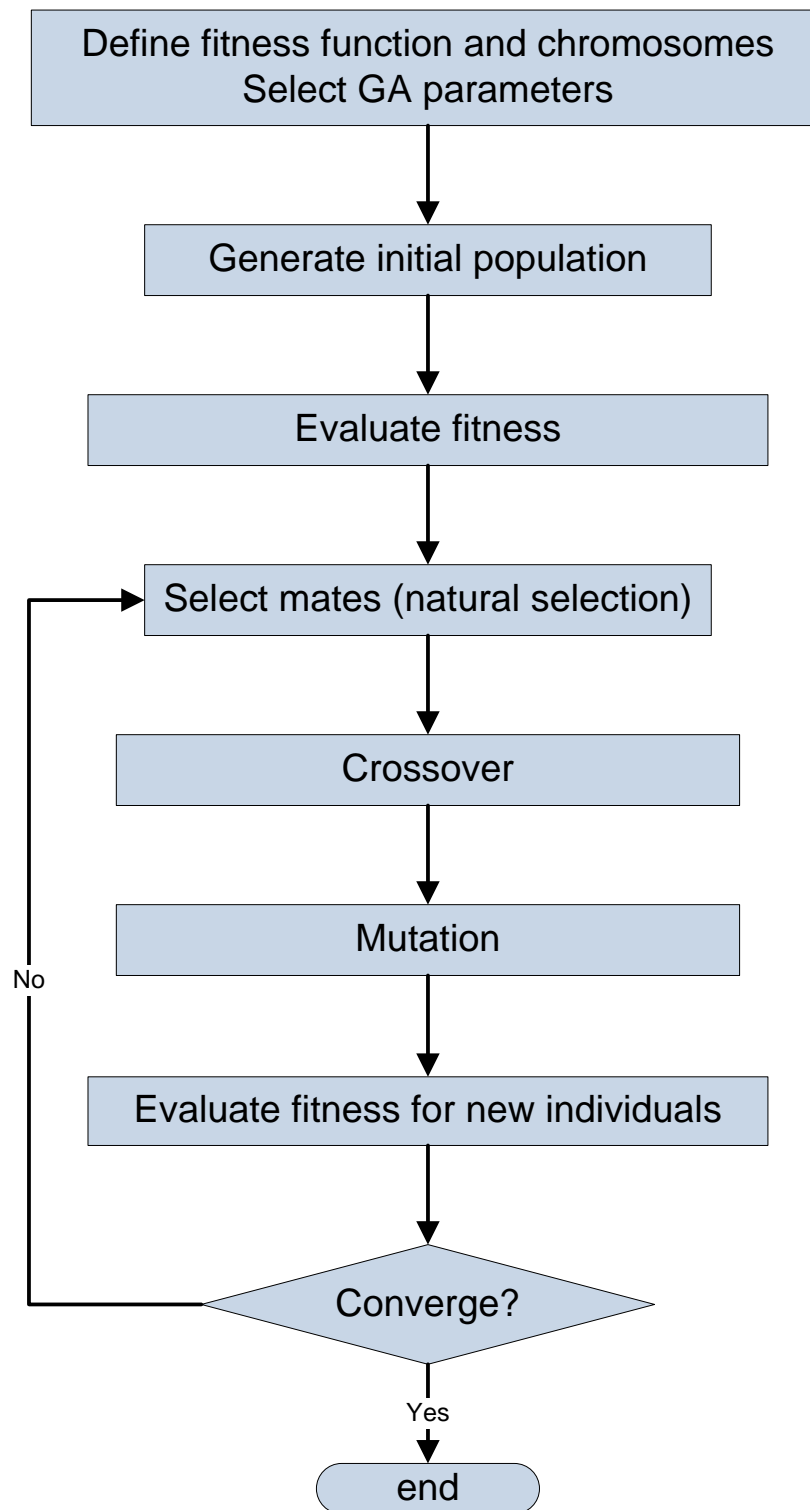 Define fitness function and chromosomes
Select GA parameters
Generate initial population
Evaluate fitness
Select mates (natural selection)
Crossover
Mutation
No
Evaluate fitness for new individuals
Converge?
Yes
end